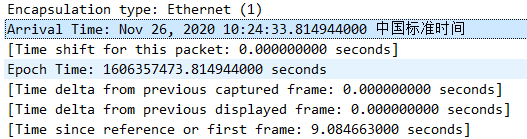 Encapsulation type: Ethernet (1)
Arrival Time: Nov 26, 2020 10:24:33.814944000 中国标准时间
[Time shift for this packet: 0.000000000 seconds]
Epoch Time: 1606357473.814944000 seconds
[Time delta from previous captured frame: 0.000000000 seconds]
[Time delta from previous displayed frame: 0.000000000 seconds]
[Time since reference or first frame: 9.084663000 seconds]